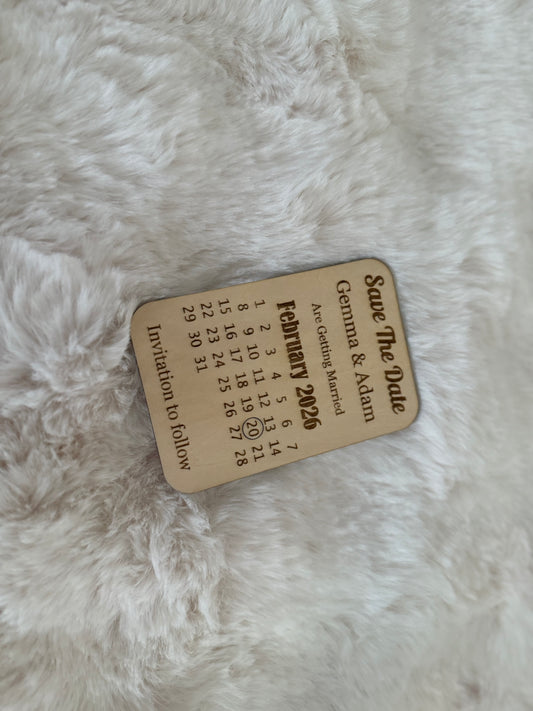 Save The Date
Gemma & Adam
Are Getting Married
February 2026
1 2 3 4 5 6 7
8 9 10 11 12 13 14
15 16 17 18 19 20 21
22 23 24 25 26 27 28
29 30 31
Invitation to follow